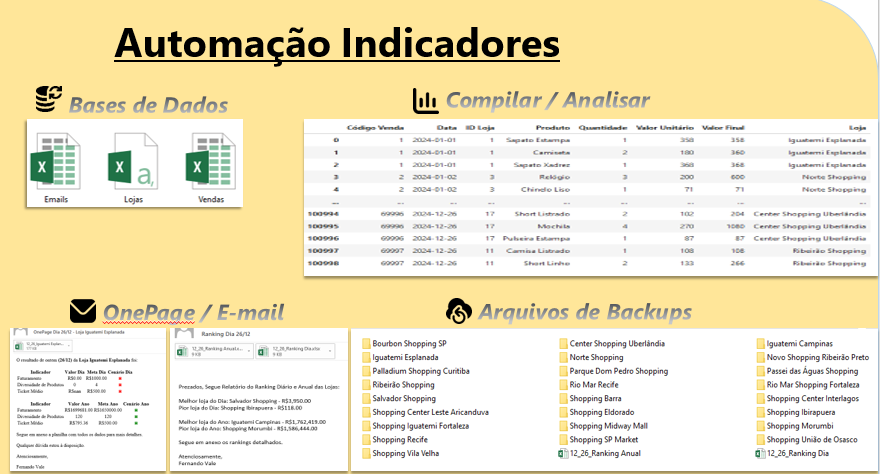 Automação Indicadores
Bases de Dados
Compilar / Analisar
Emails
Lojas
Vendas
Código Venda Data ID Loja Produto Quantidade Valor Unitário Valor Final Loja
0 1 2024-01-01 1 Sapato Estampa 1 358 358 Iguatemi Esplanada
1 1 2024-01-01 1 Camiseta 2 180 360 Iguatemi Esplanada
2 1 2024-01-01 1 Sapato Xadrez 1 368 368 Iguatemi Esplanada
3 2 2024-01-02 3 Relógio 3 200 600 Norte Shopping
4 2 2024-01-02 3 Chinelo Liso 1 71 71 Norte Shopping
... ... ... ... ... ... ... ... ...
100994 69996 2024-12-26 17 Short Listrado 2 102 204 Center Shopping Uberlândia
100995 69996 2024-12-26 17 Mochila 4 270 1080 Center Shopping Uberlândia
100996 69996 2024-12-26 17 Pulseira Estampa 1 87 87 Center Shopping Uberlândia
100997 69997 2024-12-26 11 Camisa Listrado 1 108 108 Ribeirão Shopping
100998 69997 2024-12-26 11 Short Linho 2 133 266 Ribeirão Shopping
OnePage / E-mail
Arquivos de Backups
OnePage Dia 26/12 - Loja Iguatemi Esplanada
12_26_Iguatemi Esplan...
O resultado de ontem (26/12) da Loja Iguatemi Esplanada foi:
Indicador Valor Dia Meta Dia Cenário Dia
Faturamento R$0.00 R$1000.00
Diversidade de Produtos 0 4
Ticket Médio R$nan R$500.00
Indicador Valor Ano Meta Ano Cenário Ano
Faturamento
Diversidade de Produtos 120 120
Ticket Médio R$500.00
Segue em anexo a planilha com todos os dados para mais detalhes.
Qualquer dúvida estou à disposição.
Atenciosamente,
Fernando Vale
Ranking Dia 26/12
12_26_Ranking Anual.x...
9 KB
12_26_Ranking Dia.xlsx
9 KB
Prezados, Segue Relatório do Ranking Diário e Anual das Lojas:
Melhor loja do Dia: Salvador Shopping - R$3,950.00
Pior loja do Dia: Shopping Ibirapuera - R$118.00
Melhor loja do Ano: Iguatemi Campinas - R$1,762,419.00
Pior loja do Ano: Shopping Morumbi - R$1,586,444.00
Segue em anexo os rankings detalhados.
Atenciosamente,
Fernando Vale
Bourbon Shopping SP
Iguatemi Esplanada
Palladium Shopping Curitiba
Ribeirão Shopping
Salvador Shopping
Shopping Center Leste Aricanduva
Shopping Iguatemi Fortaleza
Shopping Recife
Shopping Vila Velha
Center Shopping Uberlândia
Norte Shopping
Parque Dom Pedro Shopping
Rio Mar Recife
Shopping Barra
Shopping Eldorado
Shopping Midway Mall
Shopping SP Market
12_26_Ranking Anual
Iguatemi Campinas
Novo Shopping Ribeirão Preto
Passei das Águas Shopping
Rio Mar Shopping Fortaleza
Shopping Center Interlagos
Shopping Ibirapuera
Shopping Morumbi
Shopping União de Osasco
12_26_Ranking Dia